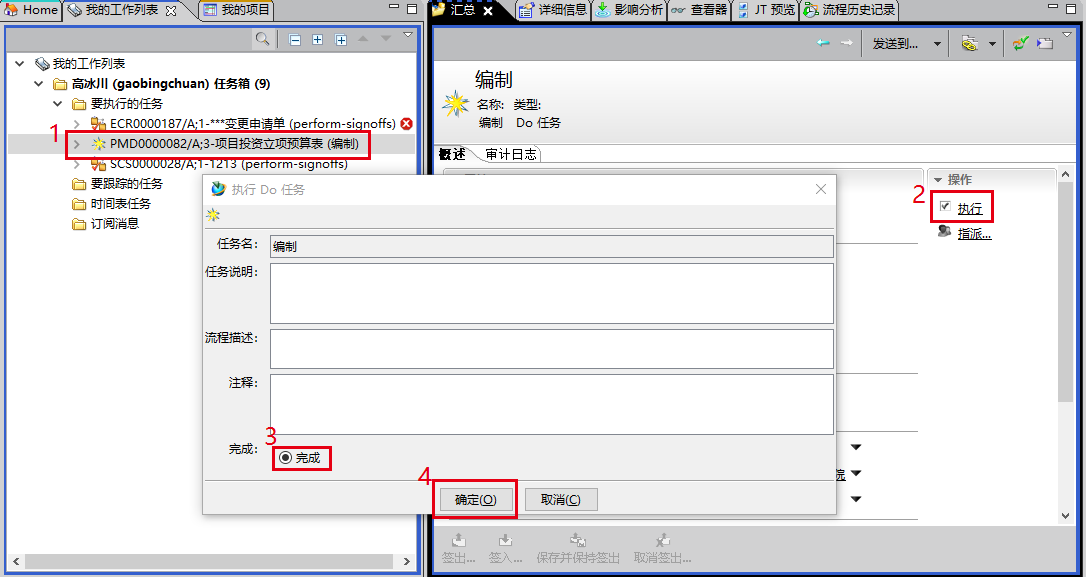 Home 我的工作列表 我的项目
汇总 详细信息 影响分析 查看器 JT 预览 流程历史记录
发送到...
我的工作列表
高冰川 (gaobingchuan) 任务箱 (9)
要执行的任务
ECR0000187/A;1-***变更申请单 (perform-signoffs)
1
PMD0000082/A;3-项目投资立项预算表 (编制)
SCS0000028/A;1-1213 (perform-signoffs)
要跟踪的任务
时间表任务
订阅消息
编制
名称: 类型:
编制 Do 任务
概述 审计日志
操作
2
执行
指派...
执行 Do 任务
任务名:
编制
任务说明:
流程描述:
注释:
完成:
3
完成
4
确定(O) 取消(C)
院
签出... 签入... 保存并保持签出 取消签出...